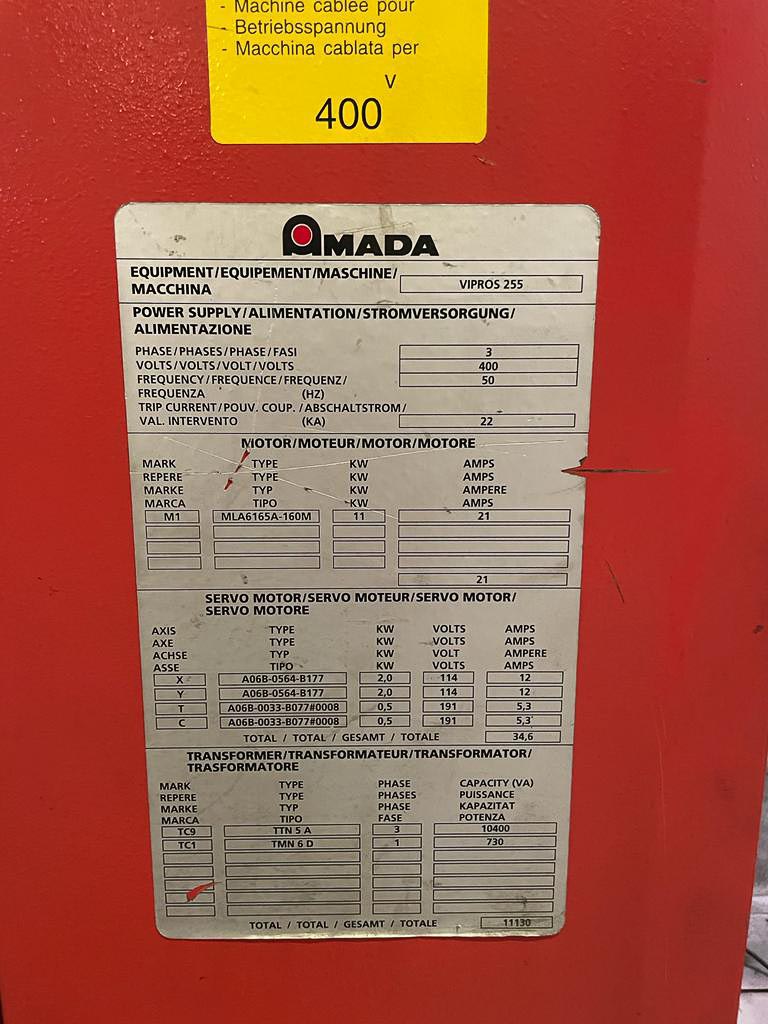 - Machine cablée pour
- Betriebsspannung
- Macchina cablata per
V
400
AMADA
EQUIPMENT/EQUIPEMENT/MASCHINE/
MACCHINA
VIPROS 255
POWER SUPPLY/ALIMENTATION/STROMVERSORGUNG/
ALIMENTAZIONE
PHASE/PHASES/PHASE/FASI 3
VOLTS/VOLTS/VOLT/VOLTS 400
FREQUENCY/FREQUENCE/FREQUENZ/ 50
FREQUENZA (HZ)
TRIP CURRENT/POUV. COUP. /ABSCHALTSTROM/
VAL. INTERVENTO (KA) 22
MOTOR/MOTEUR/MOTOR/MOTORE
MARK TYPE KW AMPS
REPERE TYPE KW AMPS
MARKE TYP KW AMPERE
MARCA TIPO KW AMPS
M1 MLA6165A-160M 11 21
21
SERVO MOTOR/SERVO MOTEUR/SERVO MOTOR/
SERVO MOTORE
AXIS TYPE KW VOLTS AMPS
AXE TYPE KW VOLTS AMPS
ACHSE TYP KW VOLT AMPERE
ASSE TIPO KW VOLTS AMPS
X A06B-0564-B177 2,0 114 12
Y A06B-0564-B177 2,0 114 12
T A06B-0033-B077#0008 0,5 191 5,3
C A06B-0033-B077#0008 0,5 191 5,3
TOTAL / TOTAL / GESAMT / TOTALE 34,6
TRANSFORMER/TRANSFORMATEUR/TRANSFORMATOR/
TRASFORMATORE
MARK TYPE PHASE CAPACITY (VA)
REPERE TYPE PHASES PUISSANCE
MARKE TYP PHASE KAPAZITAT
MARCA TIPO FASE POTENZA
TC9 TTN 5 A 3 10400
TC1 TMN 6 D 1 730
TOTAL / TOTAL / GESAMT / TOTALE 11130